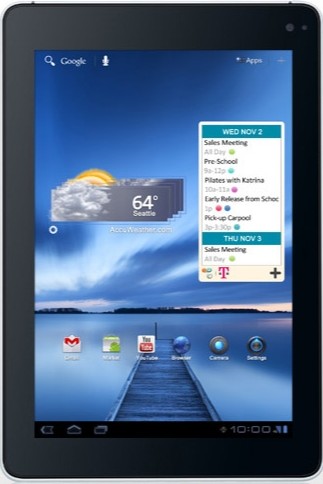 Google
+ Apps
WED NOV 2
Sales Meeting
All Day
Pre-School
9a-12p
Pilates with Katrina
10a-11a
Early Release from Schoo
1p
Pick-up Carpool
3p-3:30p
THU NOV 3
Sales Meeting
All Day
T
+
64°
Seattle
AccuWeather.com
Gmail
YouTube
Browser
Camera
Settings
10:00